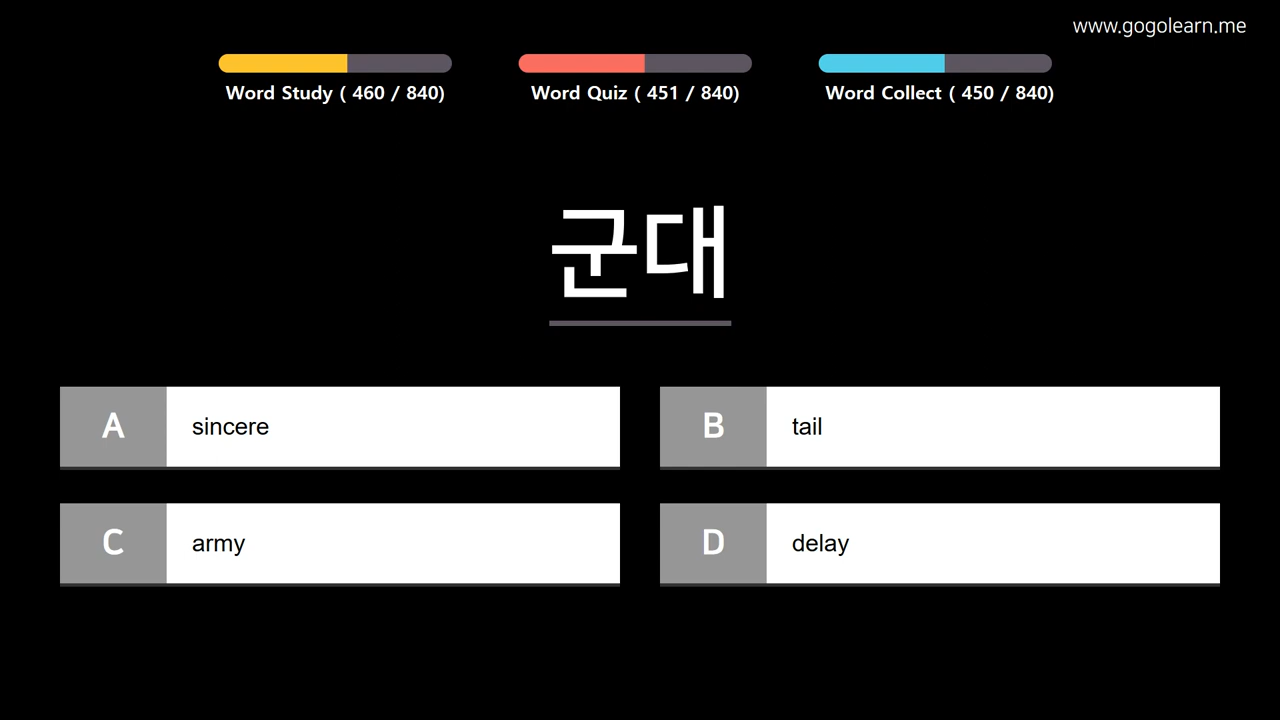 www.gogolearn.me
Word Study ( 460 / 840)
Word Quiz ( 451 / 840)
Word Collect ( 450 / 840)
군대
A sincere
B tail
C army
D delay